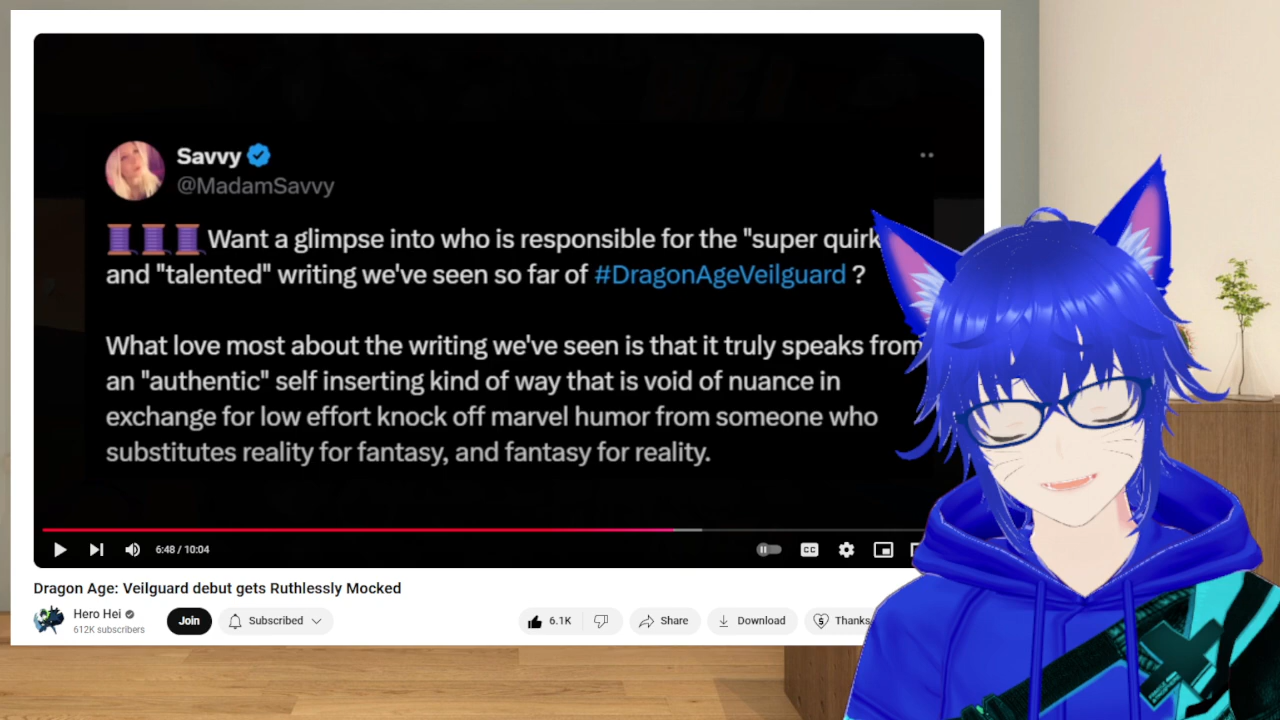 Savvy
@MadamSavvy
Want a glimpse into who is responsible for the "super quirk
and "talented" writing we've seen so far of #DragonAgeVeilguard ?
What love most about the writing we've seen is that it truly speaks from
an "authentic" self inserting kind of way that is void of nuance in
exchange for low effort knock off marvel humor from someone who
substitutes reality for fantasy, and fantasy for reality.
6:48 / 10:04
CC
Dragon Age: Veilguard debut gets Ruthlessly Mocked
Hero Hei
612K subscribers
Join
Subscribed
6.1K
Share
Download
Thanks